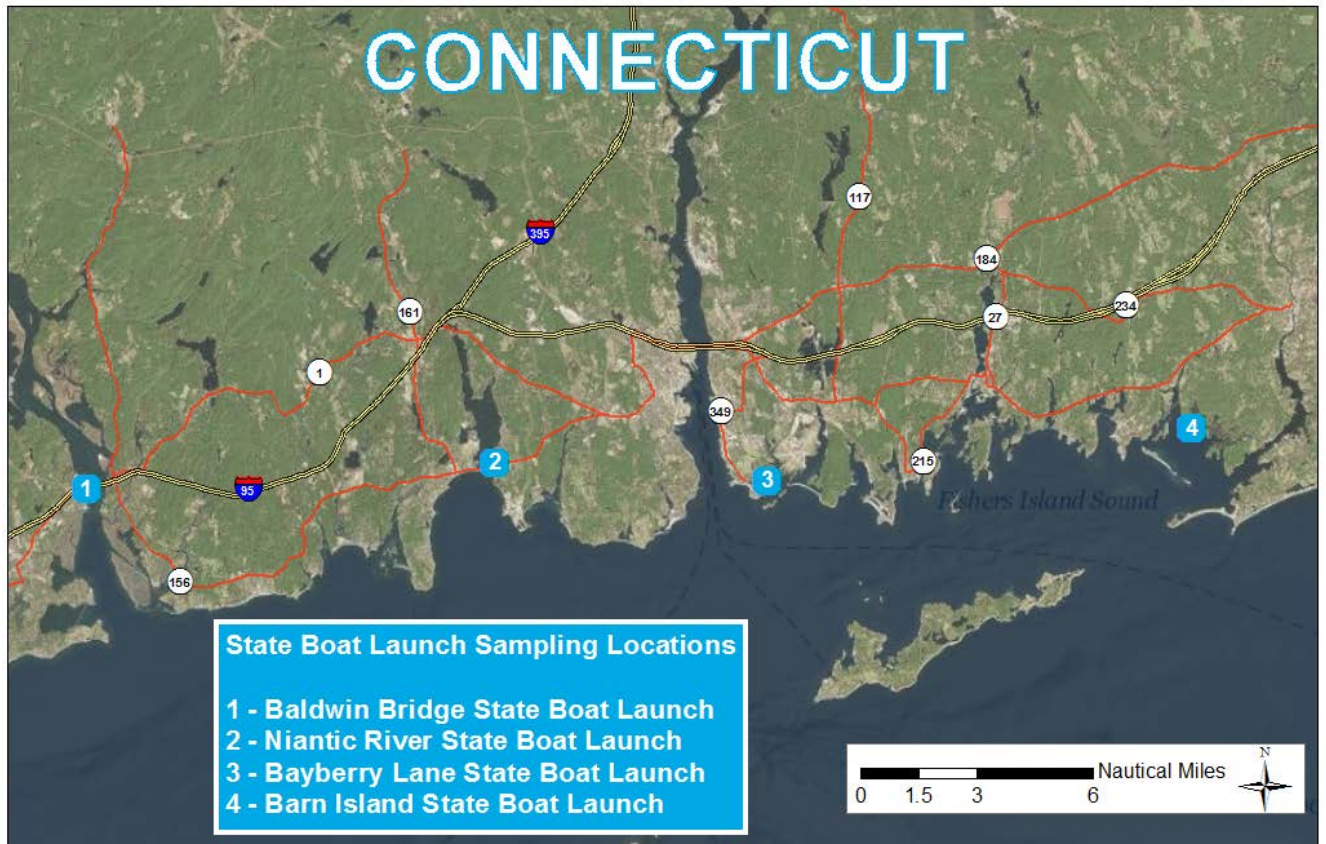 CONNECTICUT
117
395
184
161
234
27
1
349
4
215
2
3
1
95
Fishers Island Sound
156
State Boat Launch Sampling Locations
1 - Baldwin Bridge State Boat Launch
2 - Niantic River State Boat Launch
3 - Bayberry Lane State Boat Launch
4 - Barn Island State Boat Launch
N
Nautical Miles
0 1.5 3 6